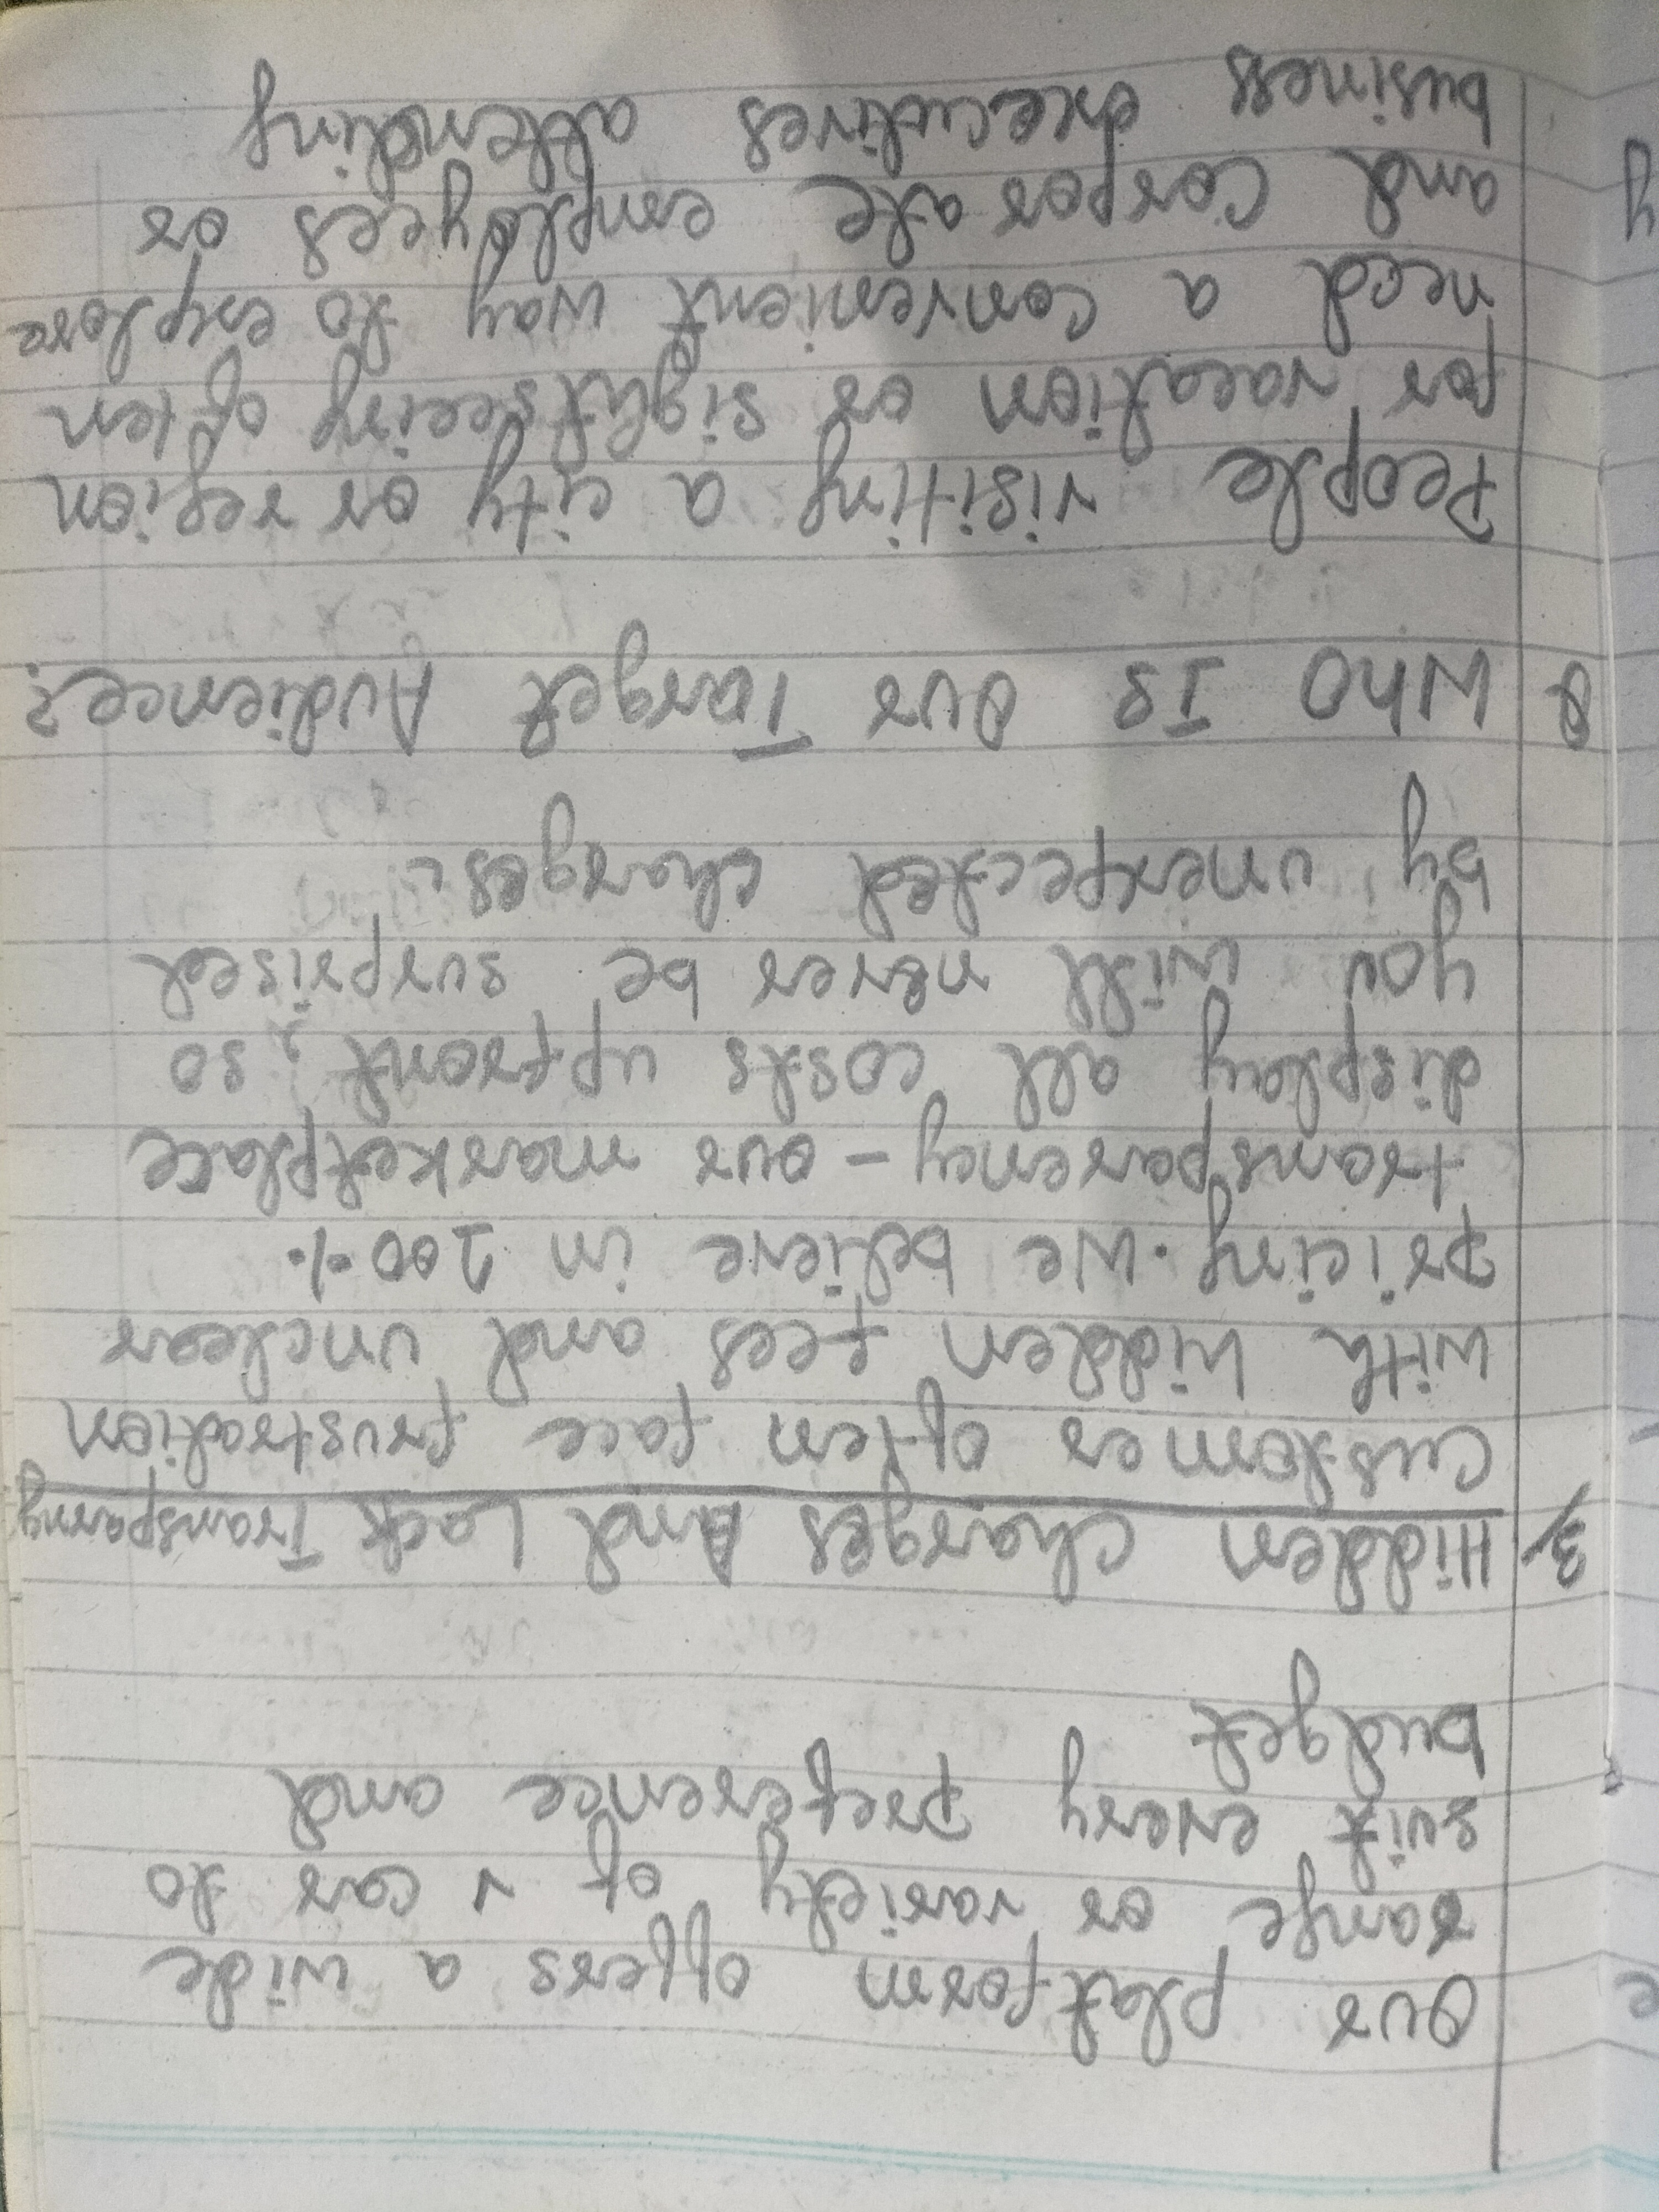 Our platform offers a wide
range or variety of v car to
suit every preference and
budget
3/ Hidden Charges And Lack Transparng
Customer often face frustration
with hidden fees and unclear
pricing. We believe in 100%
transparency - our marketplace
display all costs upfront, so
you will never be surprised
by unexpected charges.
Q Who Is Our Target Audience?
People visiting a city or region
for vacation or sightseeing often
need a convenient way to explore
and Corporate employees or
business executives attending